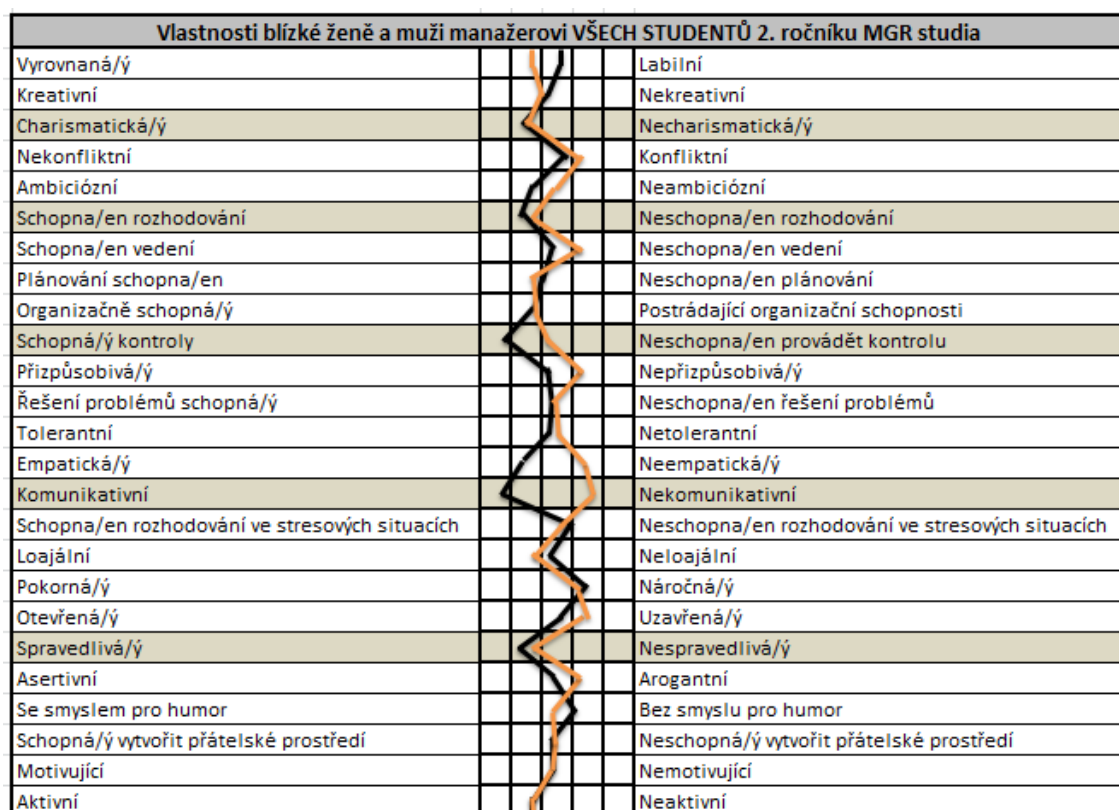 Vlastnosti blízké ženě a muži manažerovi VŠECH STUDENTŮ 2. ročníku MGR studia
Vyrovnaná/ý Labilní
Kreativní Nekreativní
Charismatická/ý Necharismatická/ý
Nekonfliktní Konfliktní
Ambiciózní Neambiciózní
Schopna/en rozhodování Neschopna/en rozhodování
Schopna/en vedení Neschopna/en vedení
Plánování schopna/en Neschopna/en plánování
Organizačně schopná/ý Postrádající organizační schopnosti
Schopná/ý kontroly Neschopna/en provádět kontrolu
Přizpůsobivá/ý Nepřizpůsobivá/ý
Řešení problémů schopná/ý Neschopna/en řešení problémů
Tolerantní Netolerantní
Empatická/ý Neempatická/ý
Komunikativní Nekomunikativní
Schopna/en rozhodování ve stresových situacích Neschopna/en rozhodování ve stresových situacích
Loajální Neloajální
Pokorná/ý Náročná/ý
Otevřená/ý Uzavřená/ý
Spravedlivá/ý Nespravedlivá/ý
Asertivní Arogantní
Se smyslem pro humor Bez smyslu pro humor
Schopná/ý vytvořit přátelské prostředí Neschopná/ý vytvořit přátelské prostředí
Motivující Nemotivující
Aktivní Neaktivní